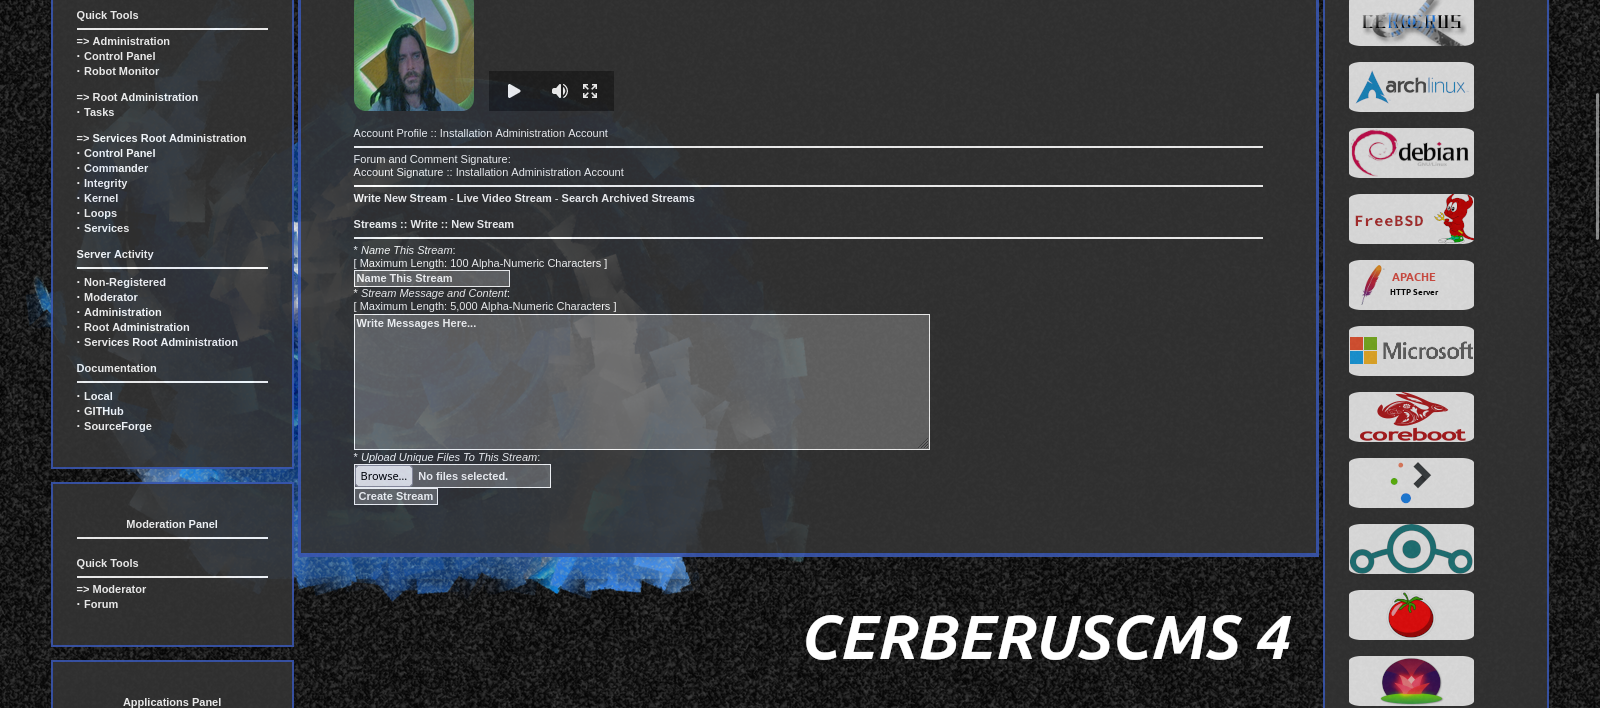 Quick Tools
=> Administration
· Control Panel
· Robot Monitor
=> Root Administration
· Tasks
=> Services Root Administration
· Control Panel
· Commander
· Integrity
· Kernel
· Loops
· Services
Server Activity
· Non-Registered
· Moderator
· Administration
· Root Administration
· Services Root Administration
Documentation
· Local
· GITHub
· SourceForge
Moderation Panel
Quick Tools
=> Moderator
· Forum
Applications Panel
Account Profile :: Installation Administration Account
Forum and Comment Signature:
Account Signature :: Installation Administration Account
Write New Stream - Live Video Stream - Search Archived Streams
Streams :: Write :: New Stream
* Name This Stream:
[ Maximum Length: 100 Alpha-Numeric Characters ]
Name This Stream
* Stream Message and Content:
[ Maximum Length: 5,000 Alpha-Numeric Characters ]
Write Messages Here...
* Upload Unique Files To This Stream:
Browse... No files selected.
Create Stream
CERBERUSCMS 4
CERBERUS
archlinux
debian
FreeBSD
APACHE
HTTP Server
Microsoft
coreboot